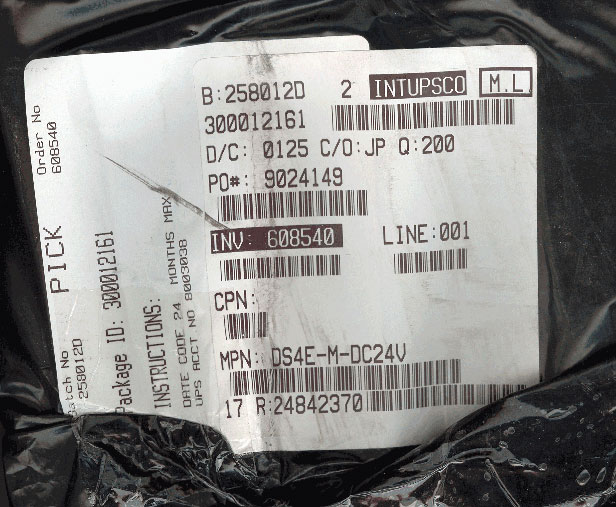 B:258012D 2 INTUPSCO M.L
300012161
D/C: 0125 C/O:JP Q:200
PO#: 9024149
INV: 608540 LINE:001
CPN:
MPN: DS4E-M-DC24V
17 R:24842370
Order No
608540
PICK
atch No
258012D
Package ID: 300012161
INSTRUCTIONS:
DATE CODE 24 MONTHS MAX
UPS ACCT NO 8003038